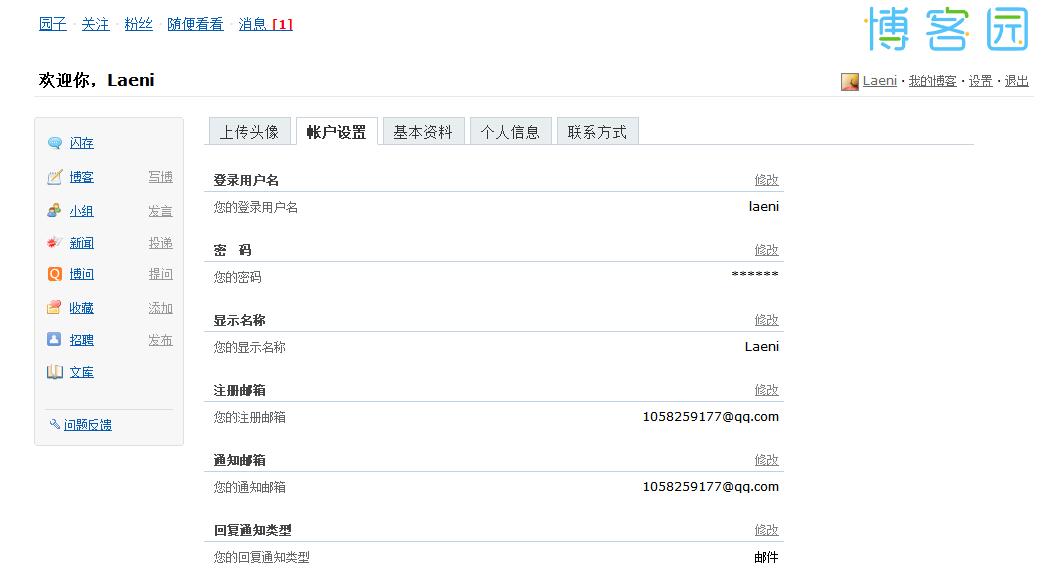 园子 · 关注 · 粉丝 · 随便看看 · 消息 [1]
博客园
欢迎你，Laeni
Laeni · 我的博客 · 设置 · 退出
闪存
博客 写博
小组 发言
新闻 投递
博问 提问
收藏 添加
招聘 发布
文库
问题反馈
上传头像 帐户设置 基本资料 个人信息 联系方式
登录用户名 修改
您的登录用户名 laeni
密 码 修改
您的密码 ******
显示名称 修改
您的显示名称 Laeni
注册邮箱 修改
您的注册邮箱 1058259177@qq.com
通知邮箱 修改
您的通知邮箱 1058259177@qq.com
回复通知类型 修改
您的回复通知类型 邮件